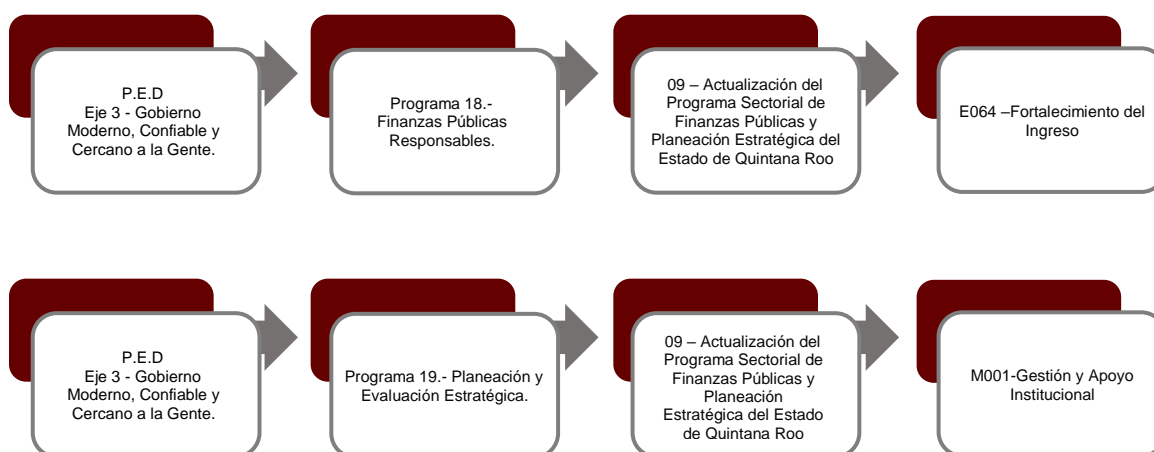 P.E.D
Eje 3 - Gobierno
Moderno, Confiable y
Cercano a la Gente.
Programa 18.-
Finanzas Públicas
Responsables.
09 – Actualización del
Programa Sectorial de
Finanzas Públicas y
Planeación Estratégica del
Estado de Quintana Roo
E064 –Fortalecimiento del
Ingreso
P.E.D
Eje 3 - Gobierno
Moderno, Confiable y
Cercano a la Gente.
Programa 19.- Planeación y
Evaluación Estratégica.
09 – Actualización del
Programa Sectorial de
Finanzas Públicas y
Planeación
Estratégica del Estado
de Quintana Roo
M001-Gestión y Apoyo
Institucional